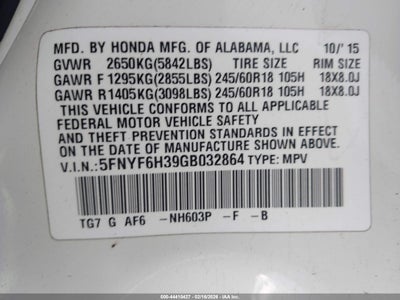 MFD. BY HONDA MFG. OF ALABAMA, LLC 10/'15
GVWR 2650KG(5842LBS) TIRE SIZE RIM SIZE
GAWR F 1295KG(2855LBS) 245/60R18 105H 18X8.0J
GAWR R1405KG(3098LBS) 245/60R18 105H 18X8.0J
THIS VEHICLE CONFORMS TO ALL APPLICABLE
FEDERAL MOTOR VEHICLE SAFETY
AND THEFT PREVENTION STANDARDS IN EFFECT
ON THE DATE OF MANUFACTURE SHOWN ABOVE.
V.I.N.: 5FNYF6H39GB032864 TYPE: MPV
TG7 G AF6 -NH603P -F -B